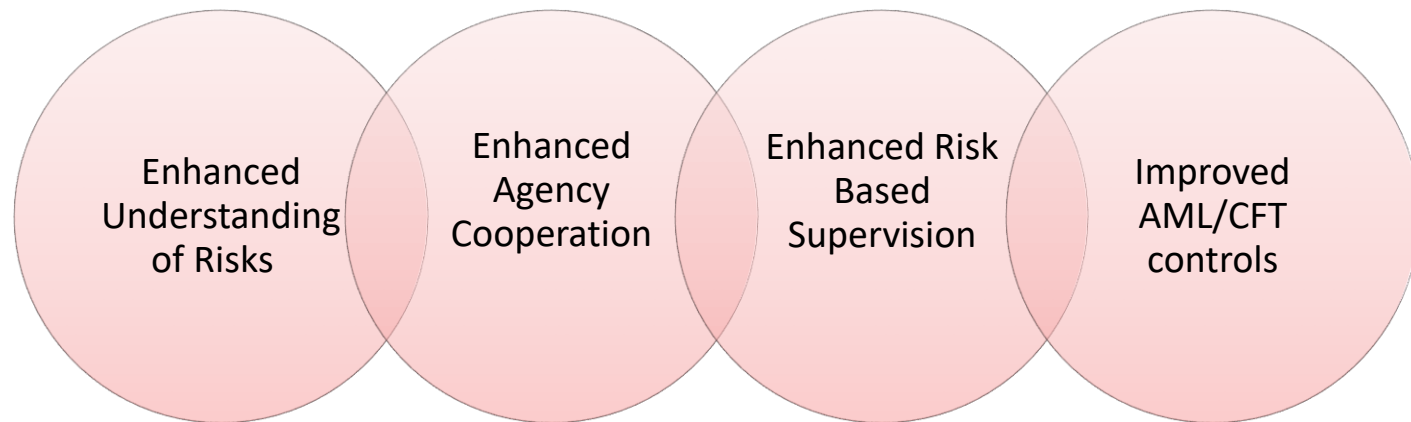 Enhanced
Understanding
of Risks
Enhanced
Agency
Cooperation
Enhanced Risk
Based
Supervision
Improved
AML/CFT
controls